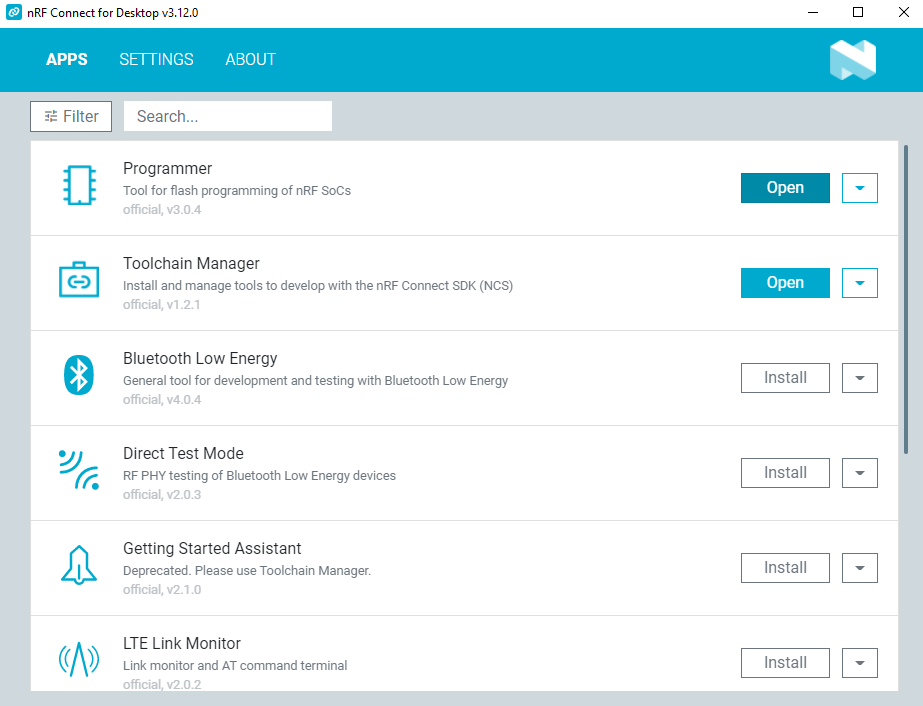 nRF Connect for Desktop v3.12.0
APPS SETTINGS ABOUT
Filter Search...
Programmer
Tool for flash programming of nRF SoCs
official, v3.0.4
Open
Toolchain Manager
Install and manage tools to develop with the nRF Connect SDK (NCS)
official, v1.2.1
Open
Bluetooth Low Energy
General tool for development and testing with Bluetooth Low Energy
official, v4.0.4
Install
Direct Test Mode
RF PHY testing of Bluetooth Low Energy devices
official, v2.0.3
Install
Getting Started Assistant
Deprecated. Please use Toolchain Manager.
official, v2.1.0
Install
LTE Link Monitor
Link monitor and AT command terminal
official, v2.0.2
Install